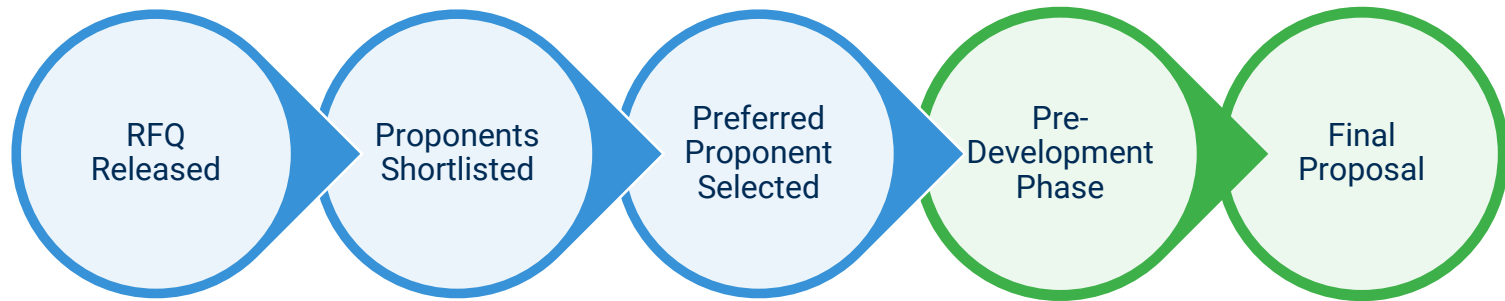 RFQ
Released
Proponents
Shortlisted
Preferred
Proponent
Selected
Pre-
Development
Phase
Final
Proposal